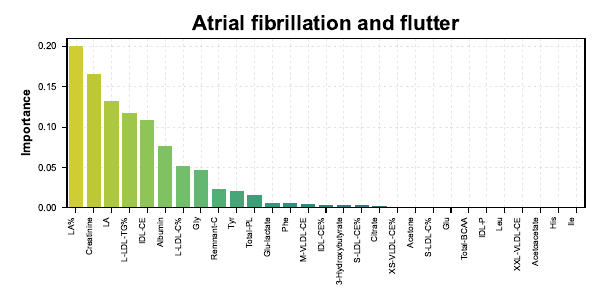 Atrial fibrillation and flutter
Importance
0.20
0.15
0.10
0.05
0.00
LA%
Creatinine
LA
L-LDL-TG%
IDL-CE
Albumin
L-LDL-C%
Gly
Remnant-C
Tyr
Total-PL
Glu-lactate
Phe
M-VLDL-CE
IDL-CE%
3-Hydroxybutyrate
S-LDL-CE%
Citrate
XS-VLDL-CE%
Acetone
S-LDL-C%
Glu
Total-BCAA
IDL-P
Leu
XXL-VLDL-CE
Acetoacetate
His
Ile